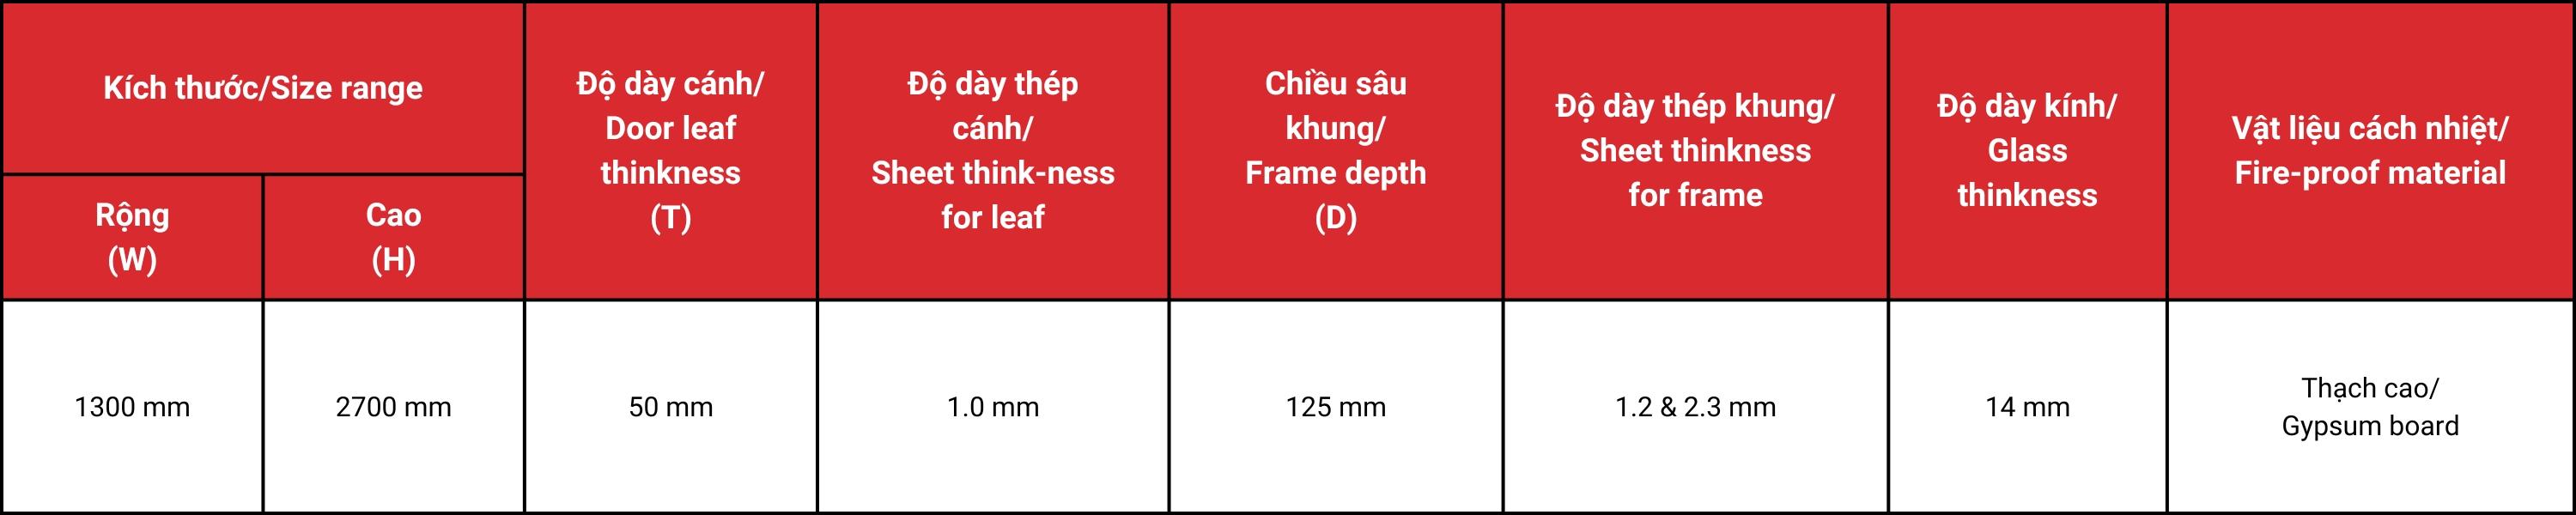 Kích thước/Size range
Rộng
(W)
Cao
(H)
Độ dày cánh/
Door leaf
thinkness
(T)
Độ dày thép
cánh/
Sheet think-ness
for leaf
Chiều sâu
khung/
Frame depth
(D)
Độ dày thép khung/
Sheet thinkness
for frame
Độ dày kính/
Glass
thinkness
Vật liệu cách nhiệt/
Fire-proof material
1300 mm
2700 mm
50 mm
1.0 mm
125 mm
1.2 & 2.3 mm
14 mm
Thạch cao/
Gypsum board